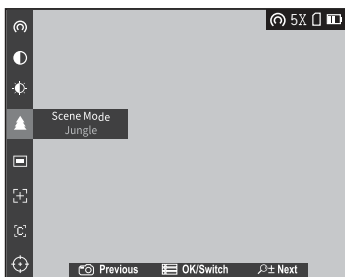 5X
Scene Mode
Jungle
[C]
Previous OK/Switch ± Next